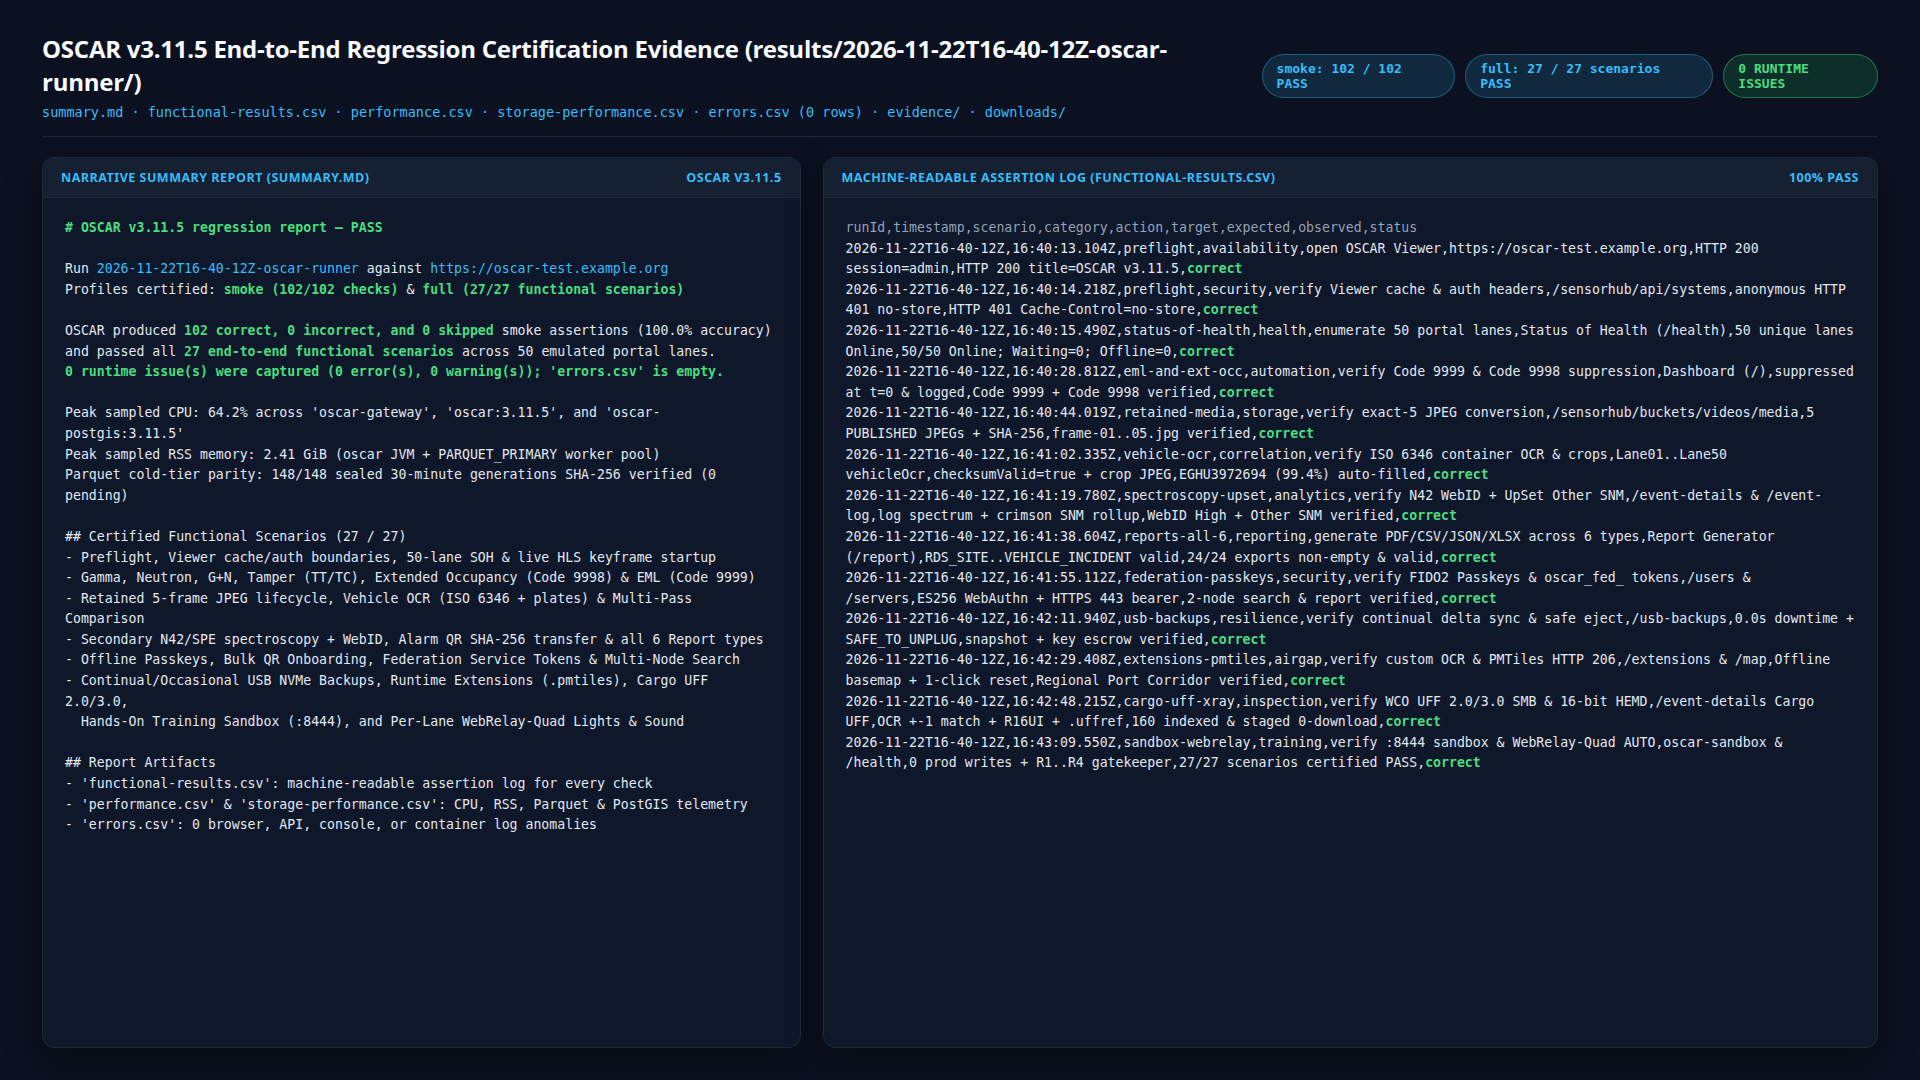 OSCAR v3.11.5 End-to-End Regression Certification Evidence (results/2026-11-22T16-40-12Z-oscar-
runner/)
summary.md · functional-results.csv · performance.csv · storage-performance.csv · errors.csv (0 rows) · evidence/ · downloads/
smoke: 102 / 102
PASS
full: 27 / 27 scenarios
PASS
0 RUNTIME
ISSUES
NARRATIVE SUMMARY REPORT (SUMMARY.MD)
OSCAR V3.11.5
# OSCAR v3.11.5 regression report — PASS
Run 2026-11-22T16-40-12Z-oscar-runner against https://oscar-test.example.org
Profiles certified: smoke (102/102 checks) & full (27/27 functional scenarios)
OSCAR produced 102 correct, 0 incorrect, and 0 skipped smoke assertions (100.0% accuracy)
and passed all 27 end-to-end functional scenarios across 50 emulated portal lanes.
0 runtime issue(s) were captured (0 error(s), 0 warning(s)); 'errors.csv' is empty.
Peak sampled CPU: 64.2% across 'oscar-gateway', 'oscar:3.11.5', and 'oscar-
postgis:3.11.5'
Peak sampled RSS memory: 2.41 GiB (oscar JVM + PARQUET_PRIMARY worker pool)
Parquet cold-tier parity: 148/148 sealed 30-minute generations SHA-256 verified (0
pending)
## Certified Functional Scenarios (27 / 27)
- Preflight, Viewer cache/auth boundaries, 50-lane SOH & live HLS keyframe startup
- Gamma, Neutron, G+N, Tamper (TT/TC), Extended Occupancy (Code 9998) & EML (Code 9999)
- Retained 5-frame JPEG lifecycle, Vehicle OCR (ISO 6346 + plates) & Multi-Pass
Comparison
- Secondary N42/SPE spectroscopy + WebID, Alarm QR SHA-256 transfer & all 6 Report types
- Offline Passkeys, Bulk QR Onboarding, Federation Service Tokens & Multi-Node Search
- Continual/Occasional USB NVMe Backups, Runtime Extensions (.pmtiles), Cargo UFF
2.0/3.0,
Hands-On Training Sandbox (:8444), and Per-Lane WebRelay-Quad Lights & Sound
## Report Artifacts
- 'functional-results.csv': machine-readable assertion log for every check
- 'performance.csv' & 'storage-performance.csv': CPU, RSS, Parquet & PostGIS telemetry
- 'errors.csv': 0 browser, API, console, or container log anomalies
MACHINE-READABLE ASSERTION LOG (FUNCTIONAL-RESULTS.CSV)
100% PASS
runId,timestamp,scenario,category,action,target,expected,observed,status
2026-11-22T16-40-12Z,16:40:13.104Z,preflight,availability,open OSCAR Viewer,https://oscar-test.example.org,HTTP 200
session=admin,HTTP 200 title=OSCAR v3.11.5,correct
2026-11-22T16-40-12Z,16:40:14.218Z,preflight,security,verify Viewer cache & auth headers,/sensorhub/api/systems,anonymous HTTP
401 no-store,HTTP 401 Cache-Control=no-store,correct
2026-11-22T16-40-12Z,16:40:15.490Z,status-of-health,health,enumerate 50 portal lanes,Status of Health (/health),50 unique lanes
Online,50/50 Online; Waiting=0; Offline=0,correct
2026-11-22T16-40-12Z,16:40:28.812Z,eml-and-ext-occ,automation,verify Code 9999 & Code 9998 suppression,Dashboard (/),suppressed
at t=0 & logged,Code 9999 + Code 9998 verified,correct
2026-11-22T16-40-12Z,16:40:44.019Z,retained-media,storage,verify exact-5 JPEG conversion,/sensorhub/buckets/videos/media,5
PUBLISHED JPEGs + SHA-256,frame-01..05.jpg verified,correct
2026-11-22T16-40-12Z,16:41:02.335Z,vehicle-ocr,correlation,verify ISO 6346 container OCR & crops,Lane01..Lane50
vehicleOcr,checksumValid=true + crop JPEG,EGHU3972694 (99.4%) auto-filled,correct
2026-11-22T16-40-12Z,16:41:19.780Z,spectroscopy-upset,analytics,verify N42 WebID + UpSet Other SNM,/event-details & /event-
log,log spectrum + crimson SNM rollup,WebID High + Other SNM verified,correct
2026-11-22T16-40-12Z,16:41:38.604Z,reports-all-6,reporting,generate PDF/CSV/JSON/XLSX across 6 types,Report Generator
(/report),RDS_SITE..VEHICLE_INCIDENT valid,24/24 exports non-empty & valid,correct
2026-11-22T16-40-12Z,16:41:55.112Z,federation-passkeys,security,verify FIDO2 Passkeys & oscar_fed_ tokens,/users &
/servers,ES256 WebAuthn + HTTPS 443 bearer,2-node search & report verified,correct
2026-11-22T16-40-12Z,16:42:11.940Z,usb-backups,resilience,verify continual delta sync & safe eject,/usb-backups,0.0s downtime +
SAFE_TO_UNPLUG,snapshot + key escrow verified,correct
2026-11-22T16-40-12Z,16:42:29.408Z,extensions-pmtiles,airgap,verify custom OCR & PMTiles HTTP 206,/extensions & /map,Offline
basemap + 1-click reset,Regional Port Corridor verified,correct
2026-11-22T16-40-12Z,16:42:48.215Z,cargo-uff-xray,inspection,verify WCO UFF 2.0/3.0 SMB & 16-bit HEMD,/event-details Cargo
UFF,OCR +-1 match + R16UI + .uffref,160 indexed & staged 0-download,correct
2026-11-22T16-40-12Z,16:43:09.550Z,sandbox-webrelay,training,verify :8444 sandbox & WebRelay-Quad AUTO,oscar-sandbox &
/health,0 prod writes + R1..R4 gatekeeper,27/27 scenarios certified PASS,correct